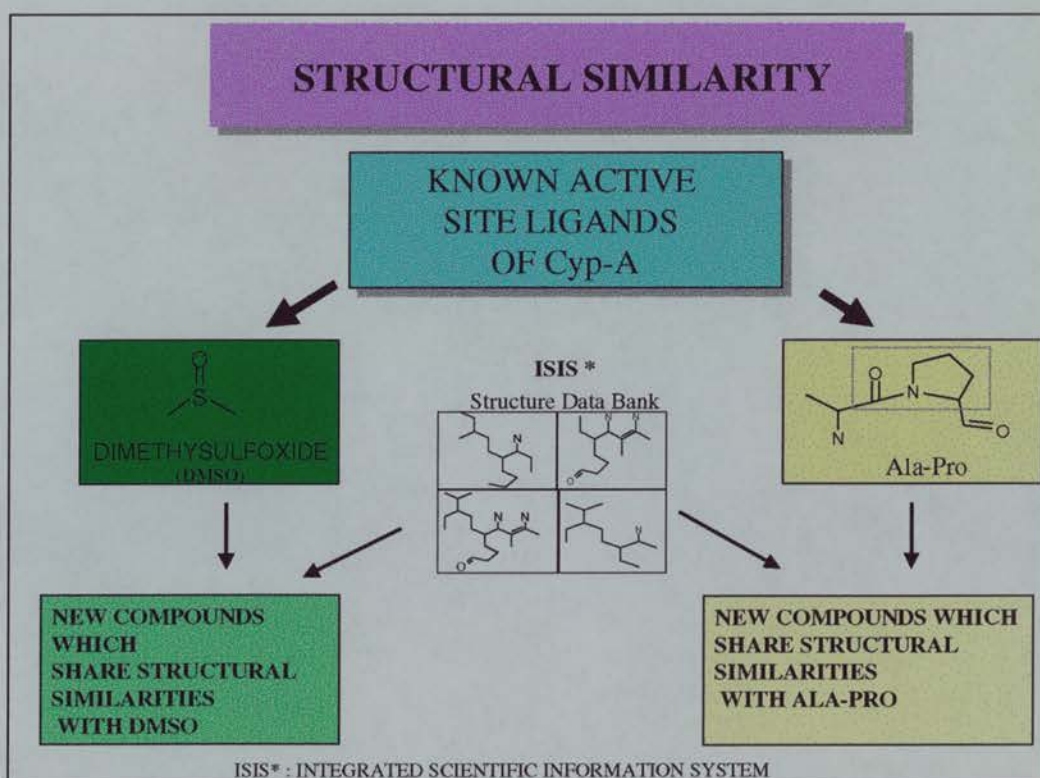 STRUCTURAL SIMILARITY
KNOWN ACTIVE
SITE LIGANDS
OF Cyp-A
O
S
DIMETHYSULFOXIDE
(DMSO)
ISIS *
Structure Data Bank
N
N N
O
N N
O
N
O
N
O
N
Ala-Pro
NEW COMPOUNDS
WHICH
SHARE STRUCTURAL
SIMILARITIES
WITH DMSO
NEW COMPOUNDS WHICH
SHARE STRUCTURAL
SIMILARITIES
WITH ALA-PRO
ISIS* : INTEGRATED SCIENTIFIC INFORMATION SYSTEM